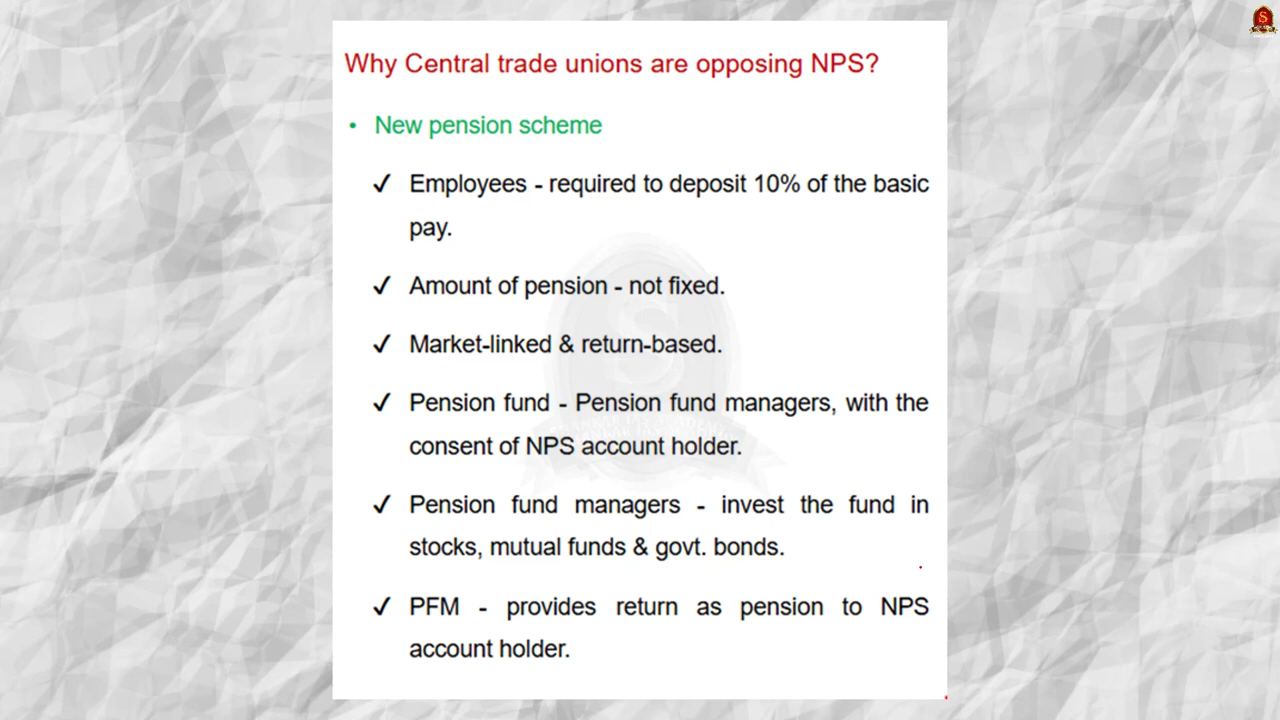 Why Central trade unions are opposing NPS?
• New pension scheme
✓ Employees - required to deposit 10% of the basic
pay.
✓ Amount of pension - not fixed.
✓ Market-linked & return-based.
✓ Pension fund - Pension fund managers, with the
consent of NPS account holder.
✓ Pension fund managers - invest the fund in
stocks, mutual funds & govt. bonds.
✓ PFM - provides return as pension to NPS
account holder.